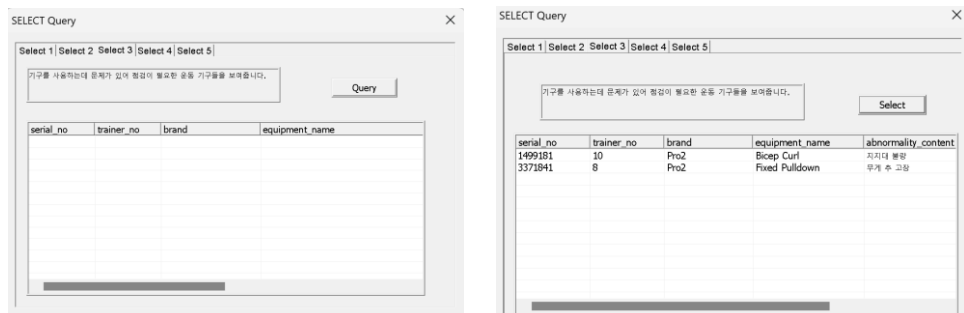 SELECT Query
Select 1 Select 2 Select 3 Select 4 Select 5
기구를 사용하는데 문제가 있어 점검이 필요한 운동 기구들을 보여줍니다.
Query
serial_no trainer_no brand equipment_name
SELECT Query
Select 1 Select 2 Select 3 Select 4 Select 5
기구를 사용하는데 문제가 있어 점검이 필요한 운동 기구들을 보여줍니다.
Select
serial_no trainer_no brand equipment_name abnormality_content
1499181 10 Pro2 Bicep Curl 지지대 불량
3371841 8 Pro2 Fixed Pulldown 무게 추 고장